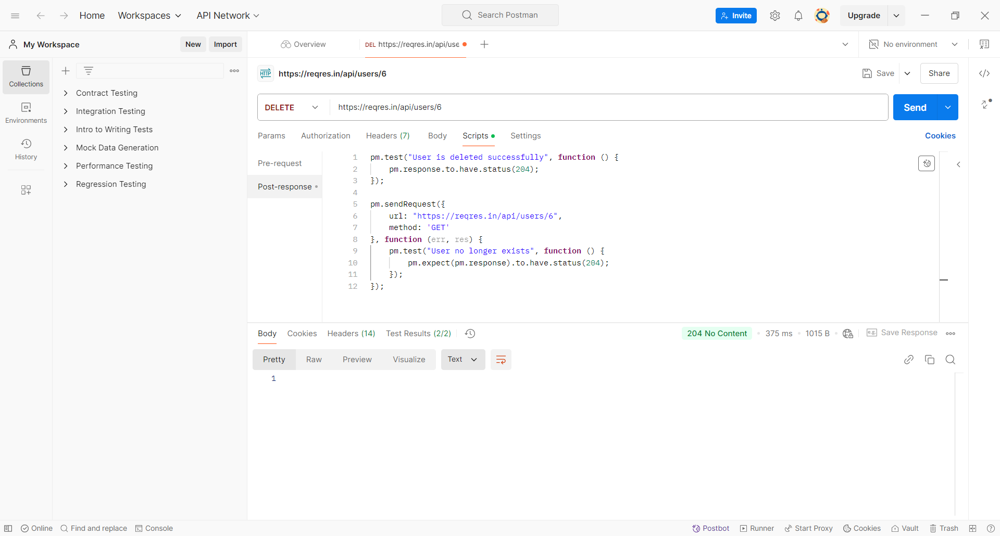 Home
Workspaces
API Network
Search Postman
Invite
Upgrade
My Workspace
New
Import
Overview
DEL https://reqres.in/api/use
No environment
Collections
Environments
History
Contract Testing
Integration Testing
Intro to Writing Tests
Mock Data Generation
Performance Testing
Regression Testing
HTTP
https://reqres.in/api/users/6
Save
Share
DELETE
https://reqres.in/api/users/6
Send
Params
Authorization
Headers (7)
Body
Scripts
Settings
Cookies
Pre-request
Post-response
1 pm.test("User is deleted successfully", function () {
2 pm.response.to.have.status(204);
3 });
4
5 pm.sendRequest({
6 url: "https://reqres.in/api/users/6",
7 method: 'GET'
8 }, function (err, res) {
9 pm.test("User no longer exists", function () {
10 pm.expect(pm.response).to.have.status(204);
11 });
12 });
Body
Cookies
Headers (14)
Test Results (2/2)
204 No Content
375 ms
1015 B
e.g.
Save Response
Pretty
Raw
Preview
Visualize
Text
1
Online
Find and replace
Console
Postbot
Runner
Start Proxy
Cookies
Vault
Trash